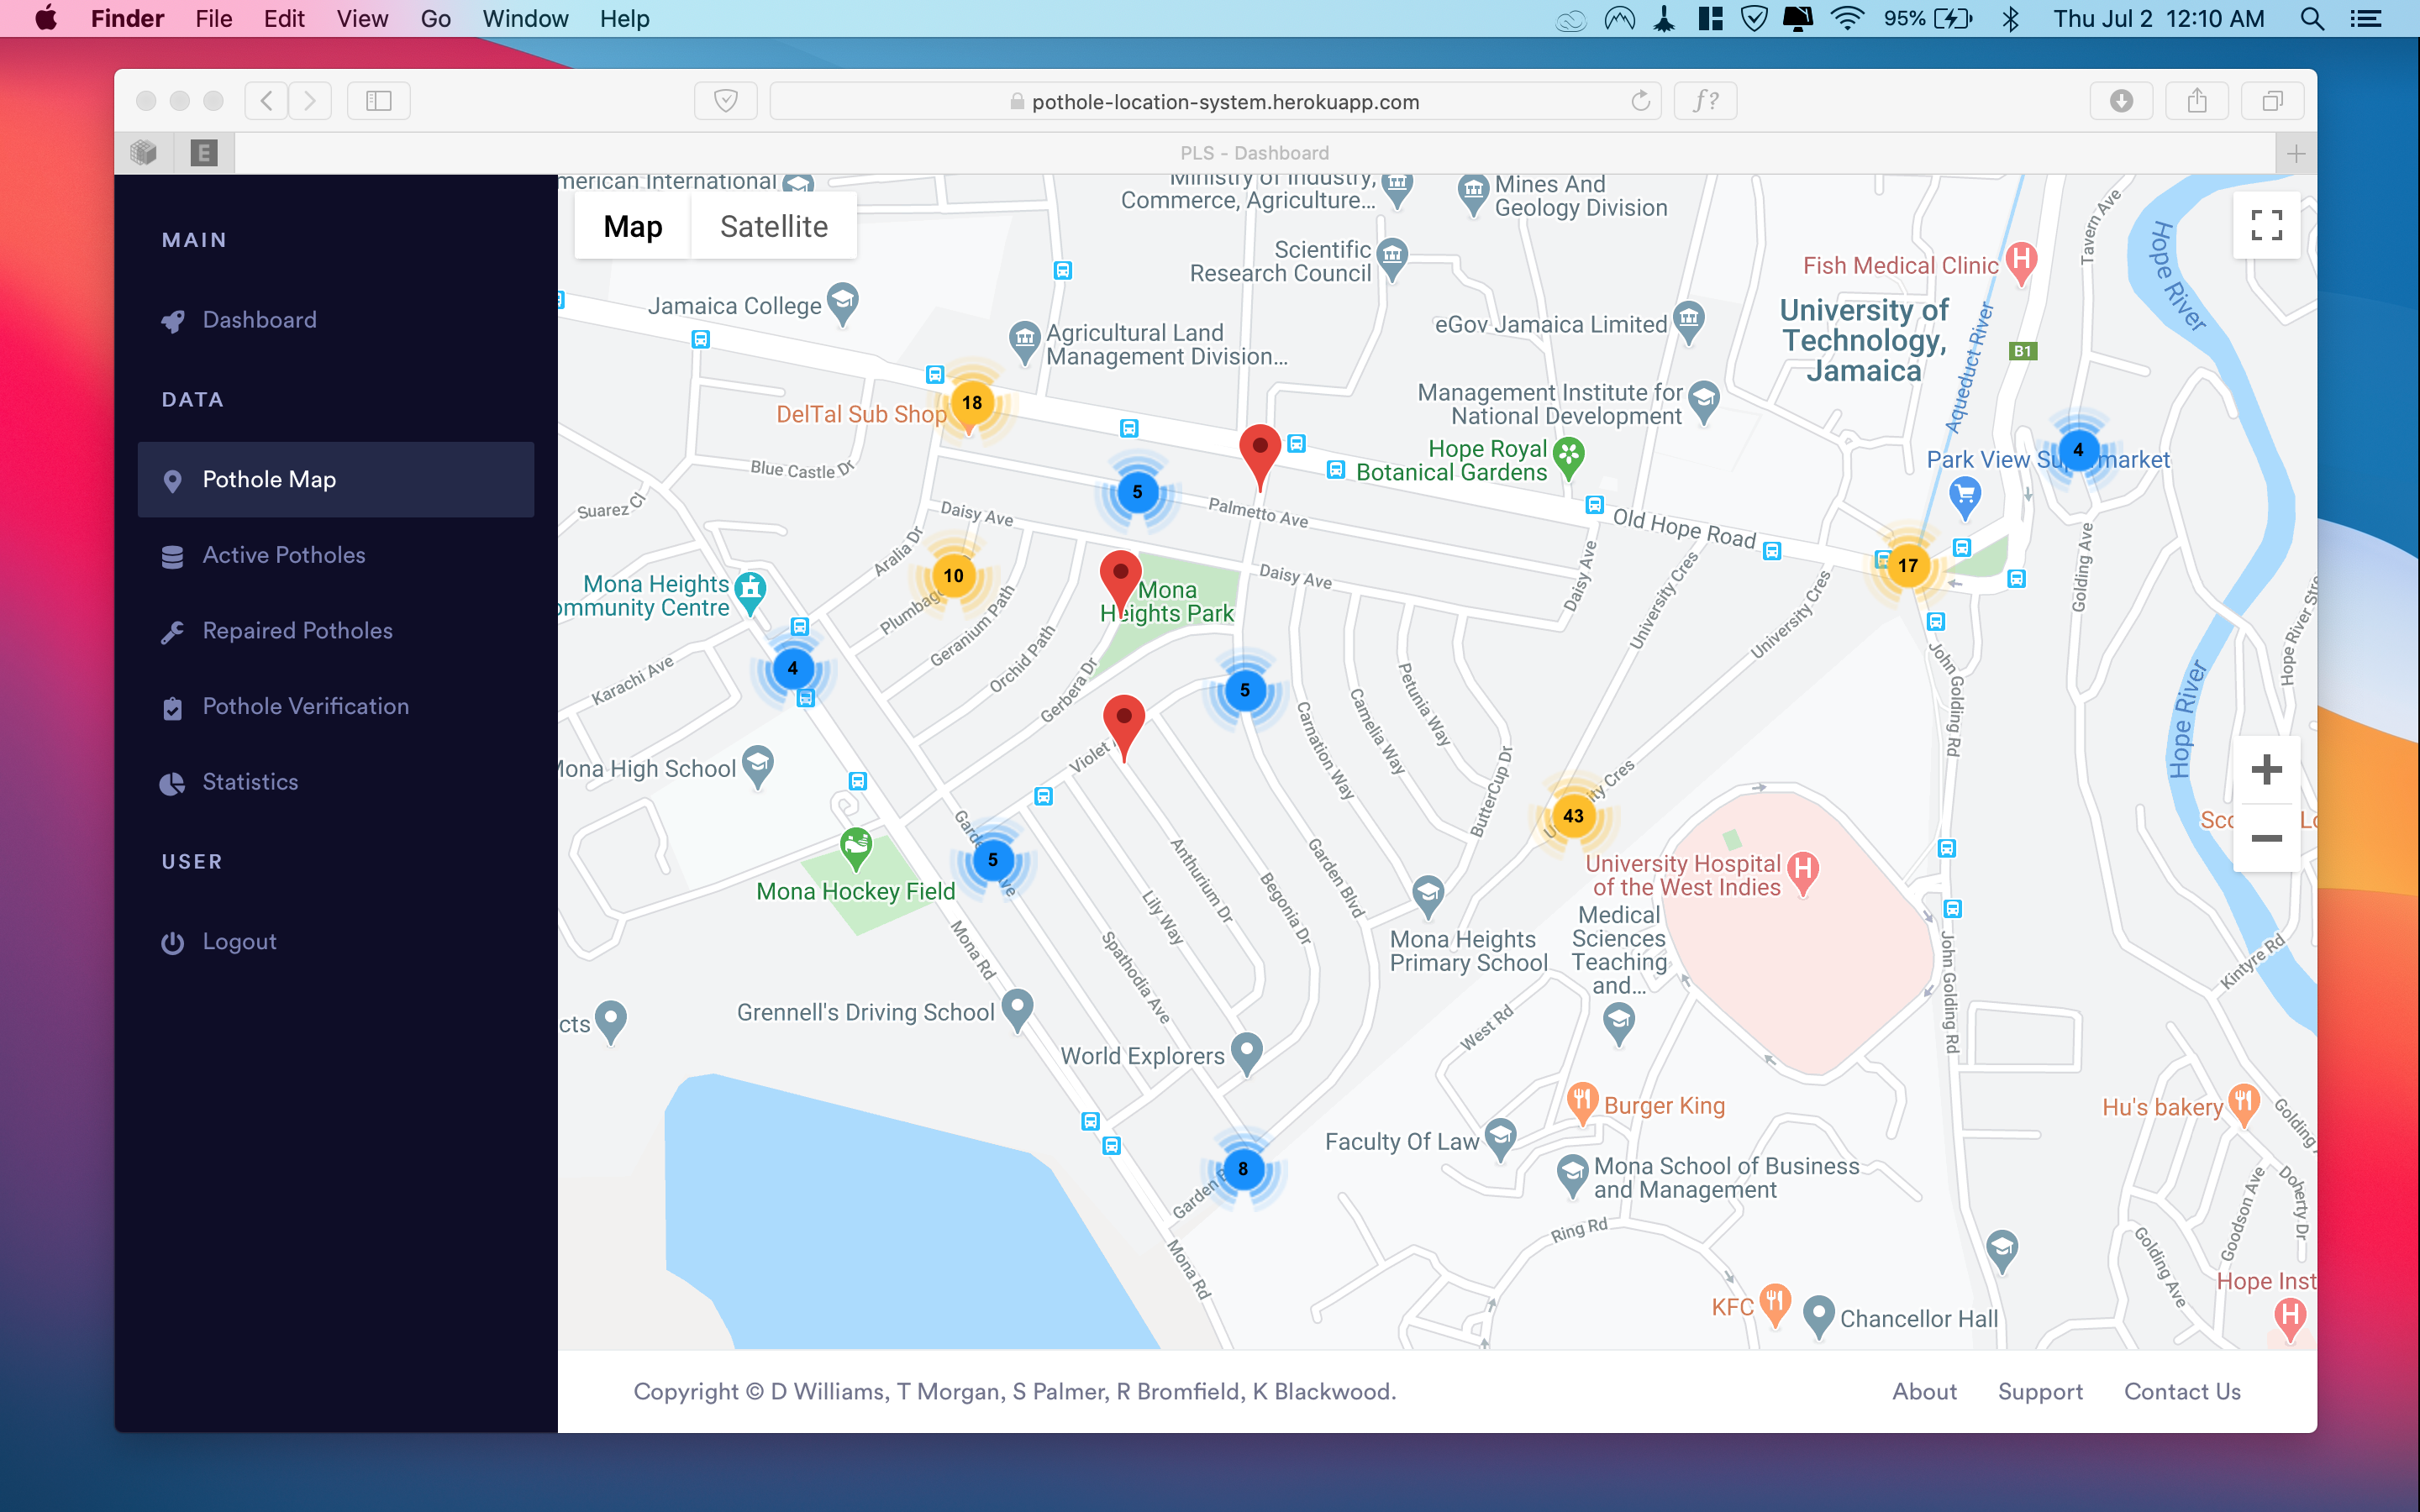 Finder File Edit View Go Window Help
95%
Thu Jul 2 12:10 AM
pothole-location-system.herokuapp.com
ƒ?
E
PLS - Dashboard
MAIN
Dashboard
DATA
Pothole Map
Active Potholes
Repaired Potholes
Pothole Verification
Statistics
USER
Logout
Map
Satellite
merican International
Ministry of Industry,
Commerce, Agriculture...
Mines And
Geology Division
Scientific
Research Council
Jamaica College
Agricultural Land
Management Division...
eGov Jamaica Limited
Fish Medical Clinic
H
University of
Technology,
Jamaica
Aqueduct River
B1
Tavern Ave
Hope River
Management Institute for
National Development
DelTal Sub Shop
18
Hope Royal
Botanical Gardens
Park View Su
market
4
Blue Castle Dr
5
Suarez Cl
Daisy Ave
Palmetto Ave
Old Hope Road
Aralia Dr
10
Plumbag
Mona Heights
ommunity Centre
Geranium Path
Orchid Path
Mona
Heights Park
Daisy Ave
Daisy Ave
University Cres
University Cres
17
Golding Ave
Hope River Str
4
Karachi Ave
Gerbera Dr
5
Violet
Carnation Way
Camelia Way
Petunia Way
ButterCup Dr
John Golding Rd
Hope River
Mona High School
43
ity Cres
U
Sco
Lo
5
Garde
ve
Anthurium Dr
Lily Way
Begonia Dr
Garden Blvd
Mona Hockey Field
University Hospital
of the West Indies
H
Mona Heights
Primary School
Medical
Sciences
Teaching
and...
Mona Rd
Spathodia Ave
John Golding Rd
Kintyre Rd
cts
Grennell's Driving School
World Explorers
West Rd
Burger King
Hu's bakery
Golding
Faculty Of Law
Mona School of Business
and Management
8
Garden B
Mona Rd
Ring Rd
Golding Ave
Goodson Ave
Doherty Dr
KFC
Chancellor Hall
Hope Inst
H
Copyright © D Williams, T Morgan, S Palmer, R Bromfield, K Blackwood.
About
Support
Contact Us